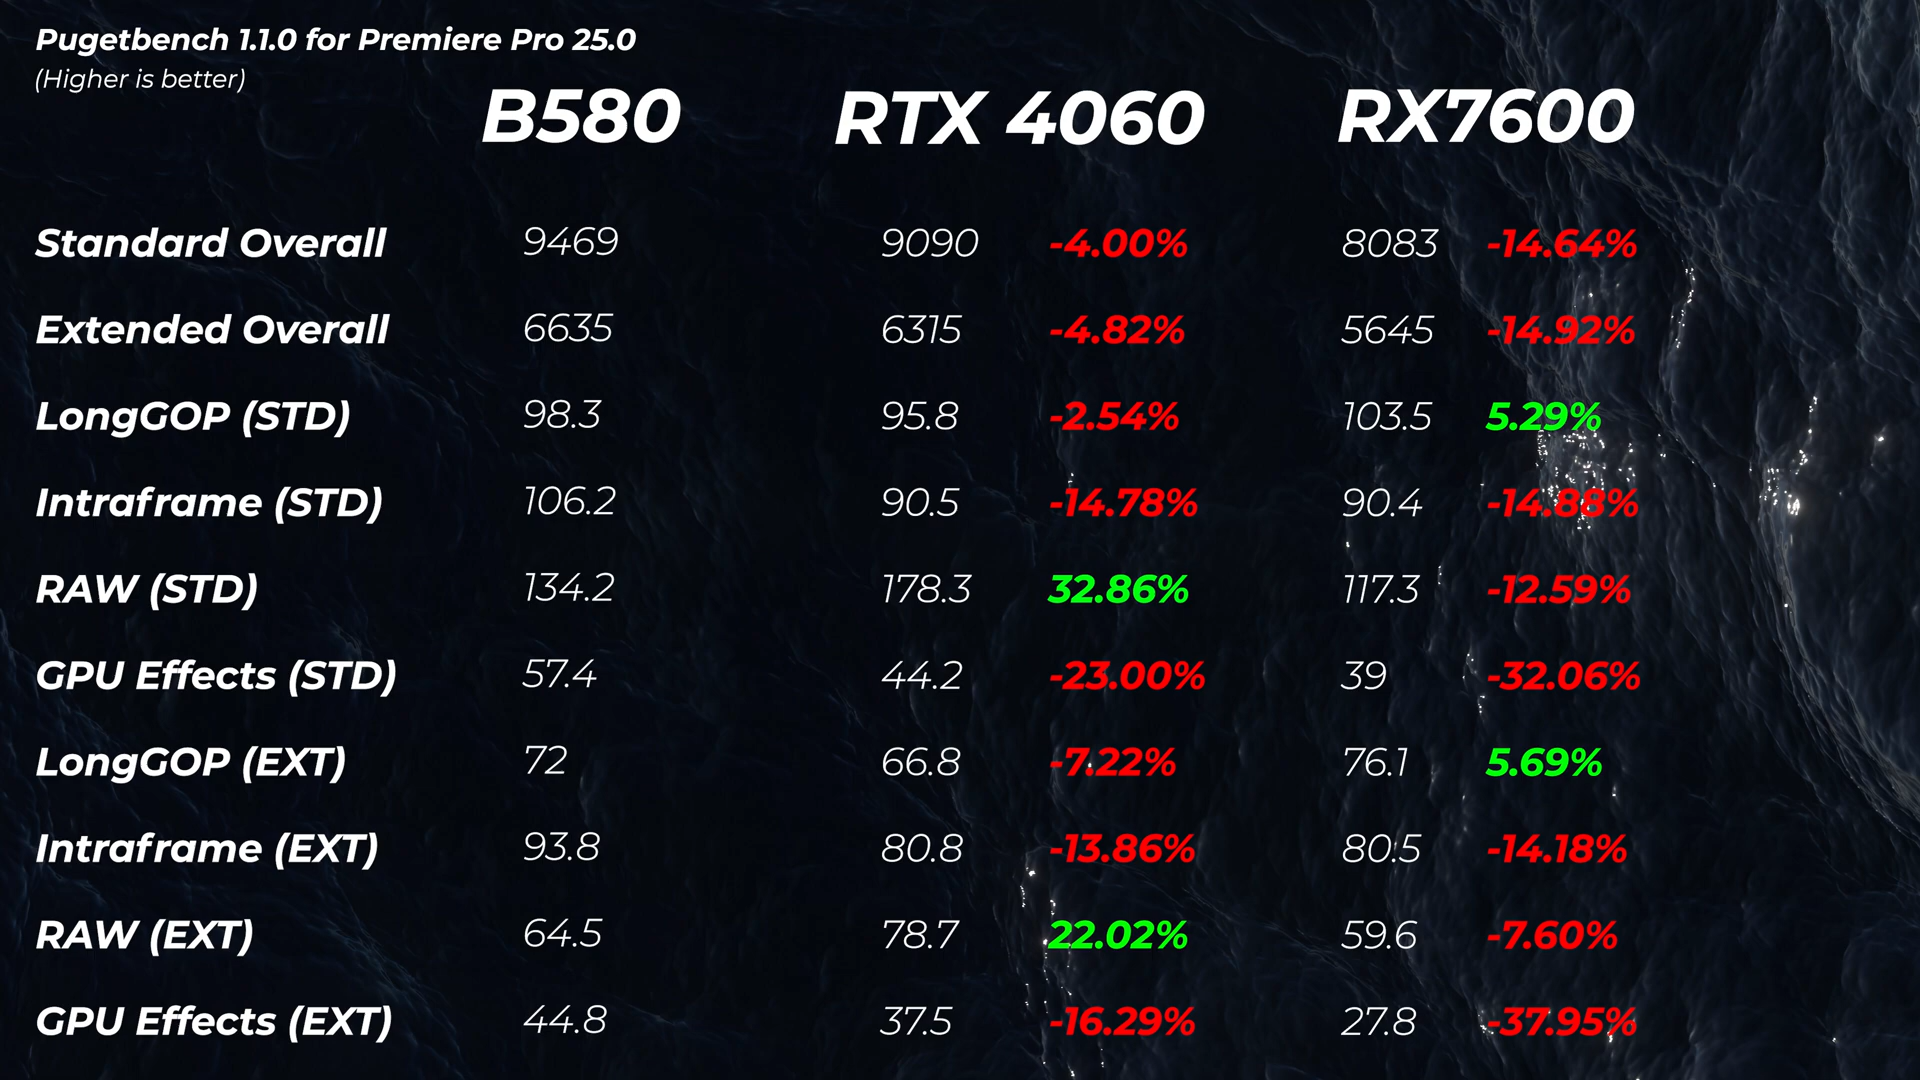 Pugetbench 1.1.0 for Premiere Pro 25.0
(Higher is better)
B580 RTX 4060 RX7600
Standard Overall 9469 9090 -4.00% 8083 -14.64%
Extended Overall 6635 6315 -4.82% 5645 -14.92%
LongGOP (STD) 98.3 95.8 -2.54% 103.5 5.29%
Intraframe (STD) 106.2 90.5 -14.78% 90.4 -14.88%
RAW (STD) 134.2 178.3 32.86% 117.3 -12.59%
GPU Effects (STD) 57.4 44.2 -23.00% 39 -32.06%
LongGOP (EXT) 72 66.8 -7.22% 76.1 5.69%
Intraframe (EXT) 93.8 80.8 -13.86% 80.5 -14.18%
RAW (EXT) 64.5 78.7 22.02% 59.6 -7.60%
GPU Effects (EXT) 44.8 37.5 -16.29% 27.8 -37.95%